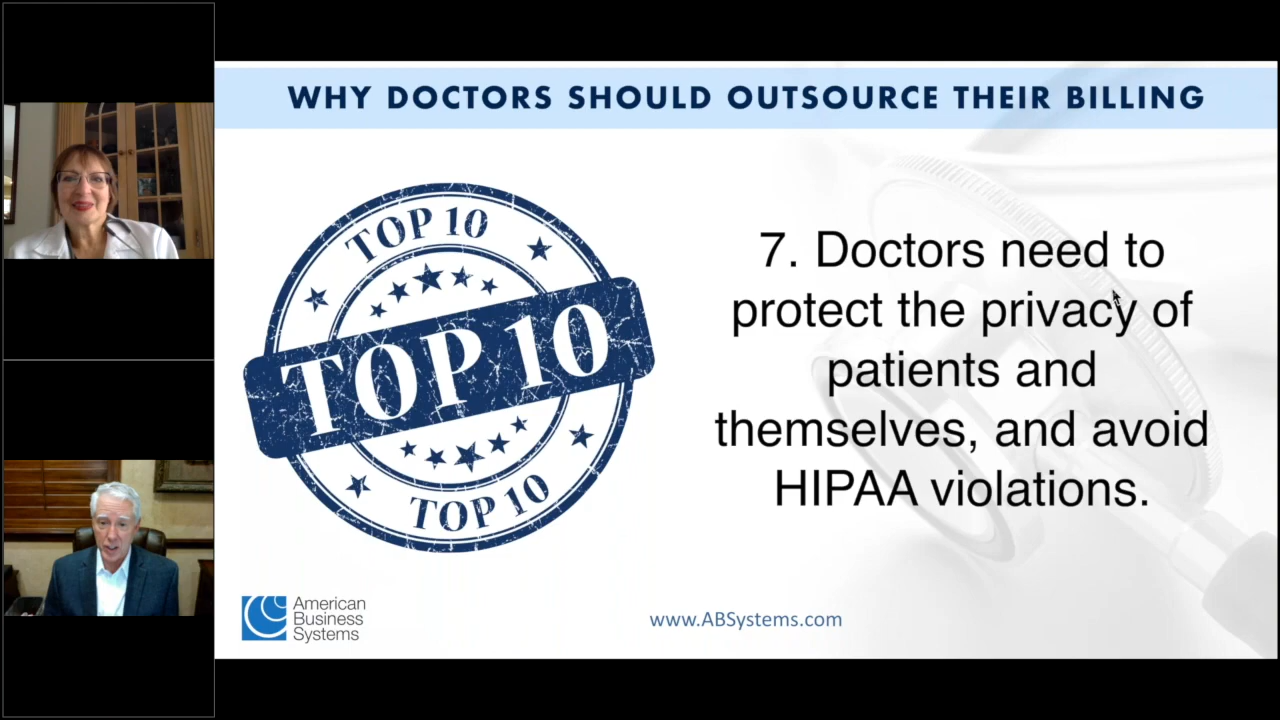 WHY DOCTORS SHOULD OUTSOURCE THEIR BILLING
TOP 10
TOP 10
TOP 10
7. Doctors need to
protect the privacy of
patients and
themselves, and avoid
HIPAA violations.
American
Business
Systems
www.ABSystems.com